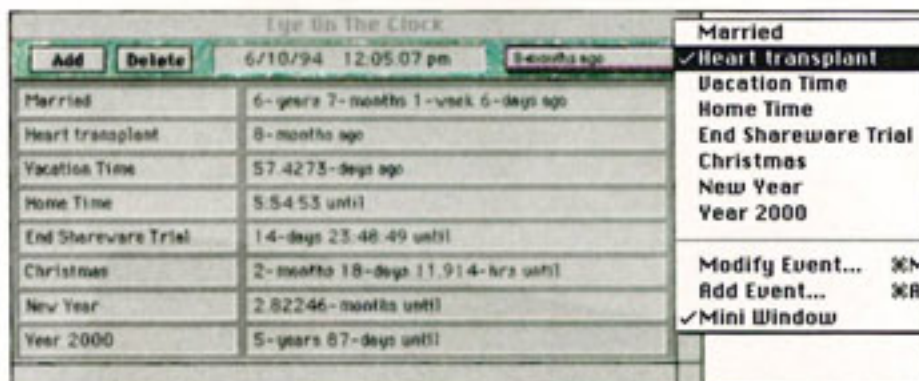 Eye On The Clock
Add Delete 6/10/94 12:05:07 pm 8-months ago
Married 6-years 7-months 1-week 6-days ago
Heart transplant 8-months ago
Vacation Time 57.4273-days ago
Home Time 5:54:53 until
End Shareware Trial 14-days 23:48:49 until
Christmas 2-months 18-days 11.914-hrs until
New Year 2.82246-months until
Year 2000 5-years 87-days until
Married
✓Heart transplant
Vacation Time
Home Time
End Shareware Trial
Christmas
New Year
Year 2000
Modify Event... ⌘M
Add Event... ⌘A
✓Mini Window